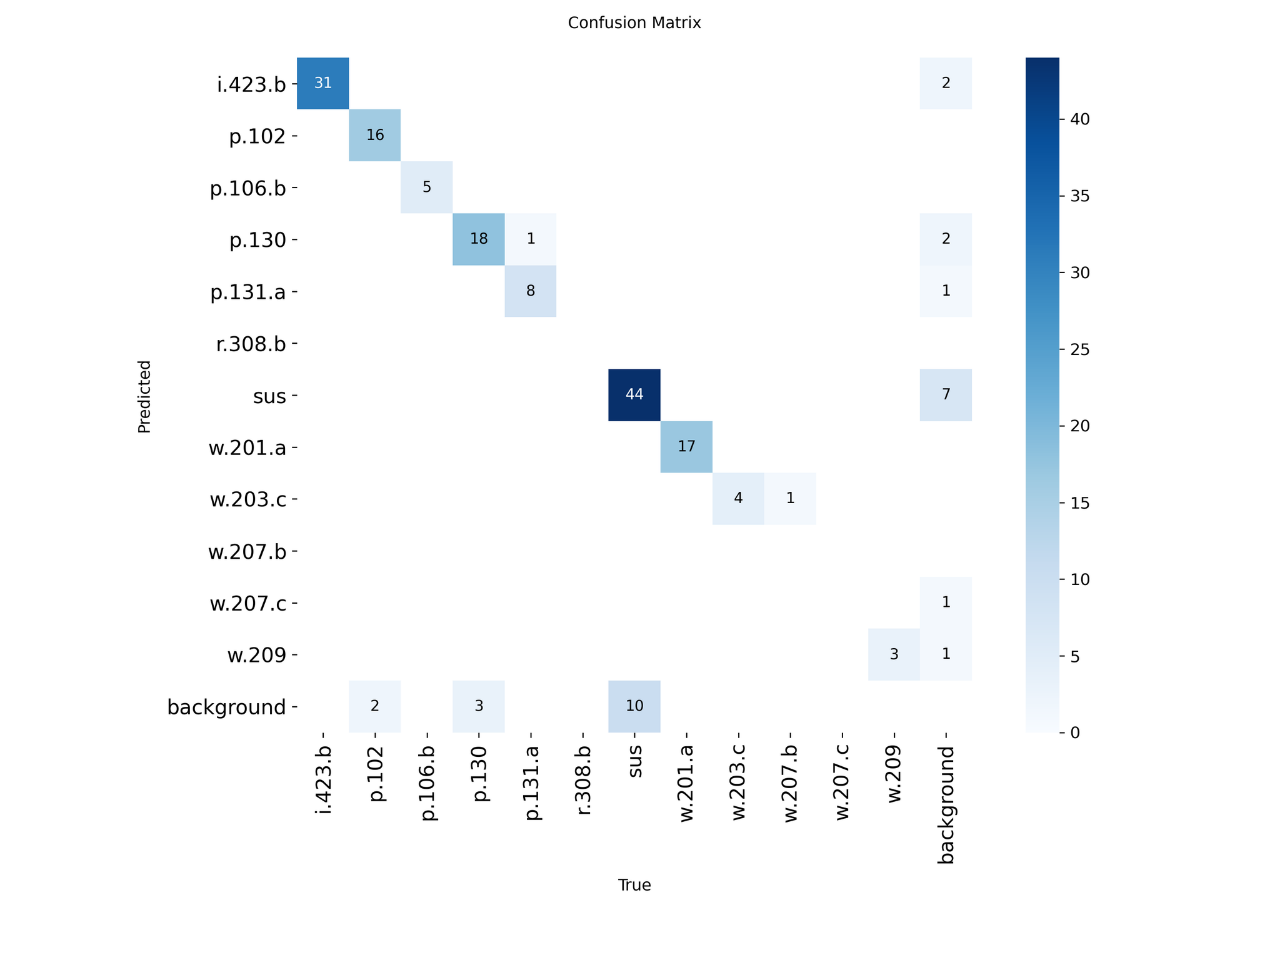 Confusion Matrix
i.423.b 31 2
p.102 16
p.106.b 5
p.130 18 1 2
p.131.a 8 1
r.308.b
sus 44 7
w.201.a 17
w.203.c 4 1
w.207.b
w.207.c 1
w.209 3 1
background 2 3 10
Predicted
i.423.b p.102 p.106.b p.130 p.131.a r.308.b sus w.201.a w.203.c w.207.b w.207.c w.209 background
True
40
35
30
25
20
15
10
5
0